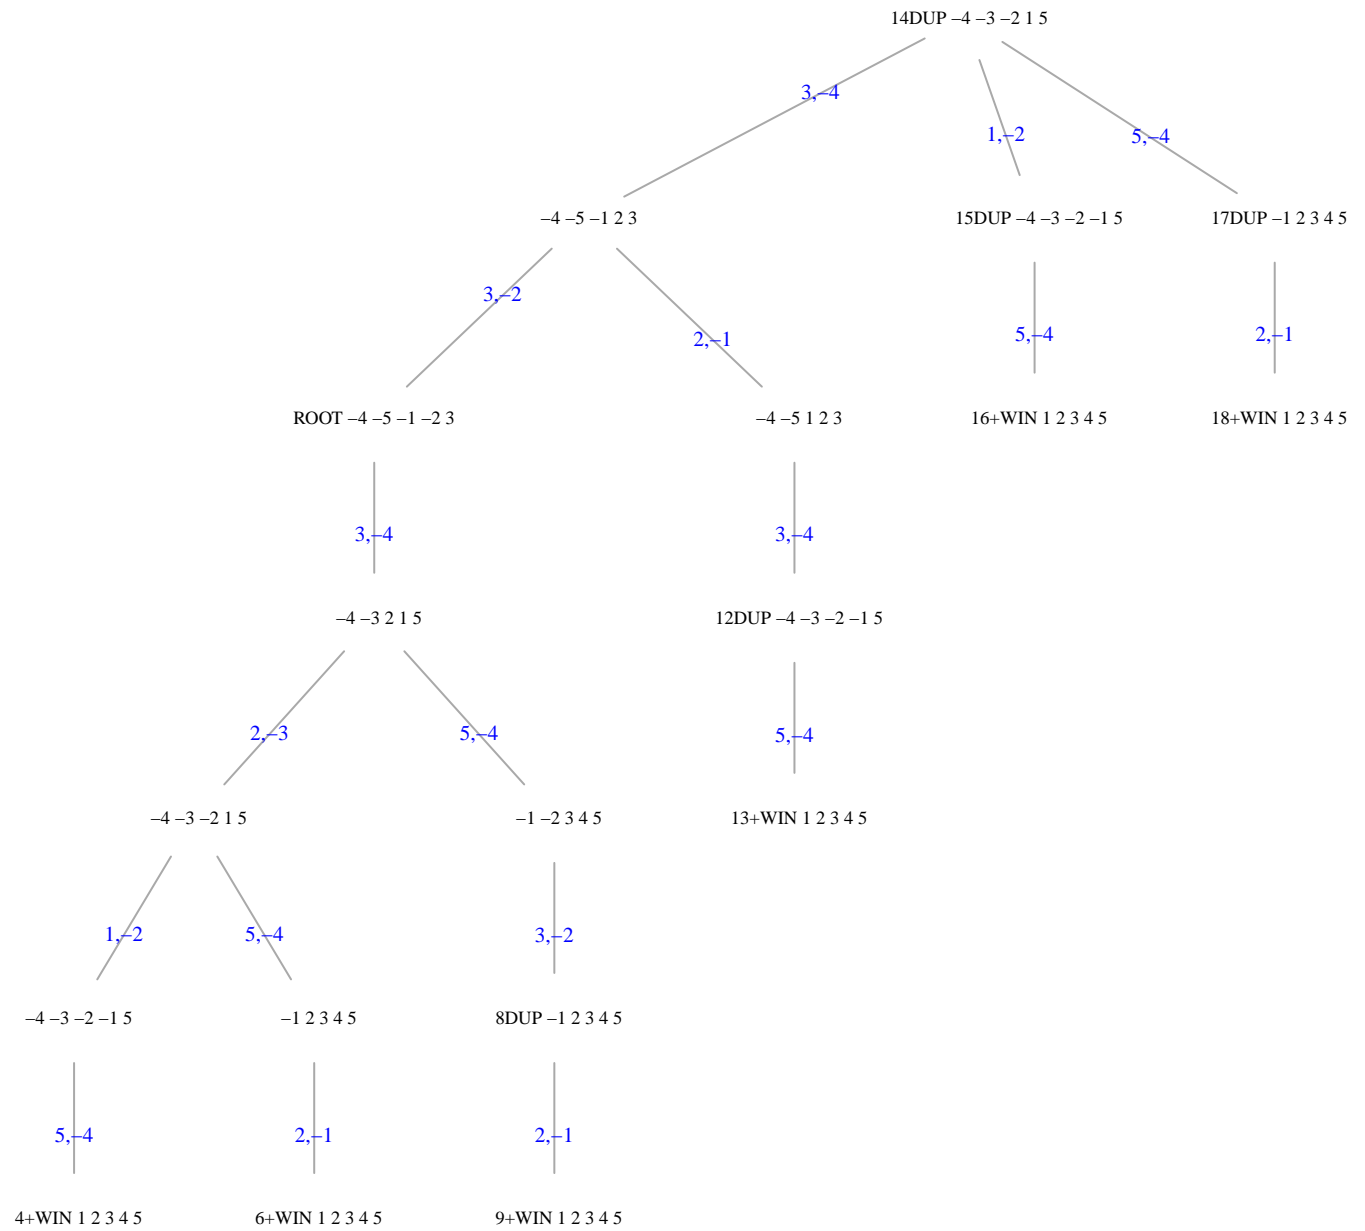 14DUP –4 –3 –2 1 5
3,–4
1,–2
5,–4
–4 –5 –1 2 3
15DUP –4 –3 –2 –1 5
17DUP –1 2 3 4 5
3,–2
2,–1
5,–4
2,–1
ROOT –4 –5 –1 –2 3
–4 –5 1 2 3
16+WIN 1 2 3 4 5
18+WIN 1 2 3 4 5
3,–4
3,–4
–4 –3 2 1 5
12DUP –4 –3 –2 –1 5
2,–3
5,–4
5,–4
–4 –3 –2 1 5
–1 –2 3 4 5
13+WIN 1 2 3 4 5
1,–2
5,–4
3,–2
–4 –3 –2 –1 5
–1 2 3 4 5
8DUP –1 2 3 4 5
5,–4
2,–1
2,–1
4+WIN 1 2 3 4 5
6+WIN 1 2 3 4 5
9+WIN 1 2 3 4 5